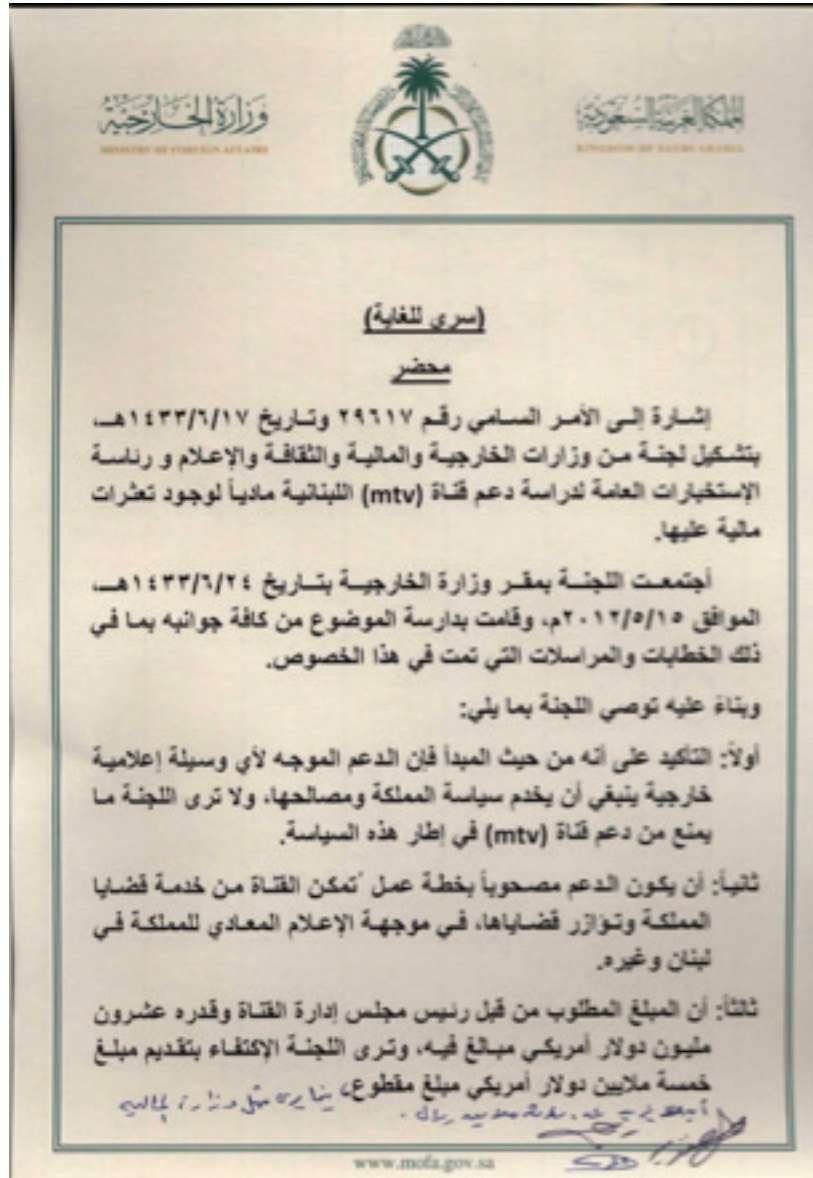 المملكة العربية السعودية
KINGDOM OF SAUDI ARABIA
وزارة الخارجية
MINISTRY OF FOREIGN AFFAIRS
(سري للغاية)
محضر
إشارة إلى الأمر السامي رقم ٢٩٦١٧ وتاريخ ١٤٣٣/٦/١٧هـ،
بتشكيل لجنة من وزارات الخارجية والمالية والثقافة والإعلام و رئاسة
الإستخبارات العامة لدراسة دعم قناة (mtv) اللبنانية مادياً لوجود تعثرات
مالية عليها.
أجتمعت اللجنة بمقر وزارة الخارجية بتاريخ ١٤٣٣/٦/٢٤هـ،
الموافق ٢٠١٢/٥/١٥م، وقامت بدارسة الموضوع من كافة جوانبه بما في
ذلك الخطابات والمراسلات التي تمت في هذا الخصوص.
وبناءً عليه توصي اللجنة بما يلي:
أولاً: التأكيد على أنه من حيث المبدأ فإن الدعم الموجه لأي وسيلة إعلامية
خارجية ينبغي أن يخدم سياسة المملكة ومصالحها، ولا ترى اللجنة ما
يمنع من دعم قناة (mtv) في إطار هذه السياسة.
ثانياً: أن يكون الدعم مصحوباً بخطة عمل ُتمكن القناة من خدمة قضايا
المملكة وتؤازر قضاياها، في موجهة الإعلام المعادي للمملكة في
لبنان وغيره.
ثالثاً: أن المبلغ المطلوب من قبل رئيس مجلس إدارة القناة وقدره عشرون
مليون دولار أمريكي مبالغ فيه، وترى اللجنة الإكتفاء بتقديم مبلغ
خمسة ملايين دولار أمريكي مبلغ مقطوع، وزارة المالية
www.mofa.gov.sa